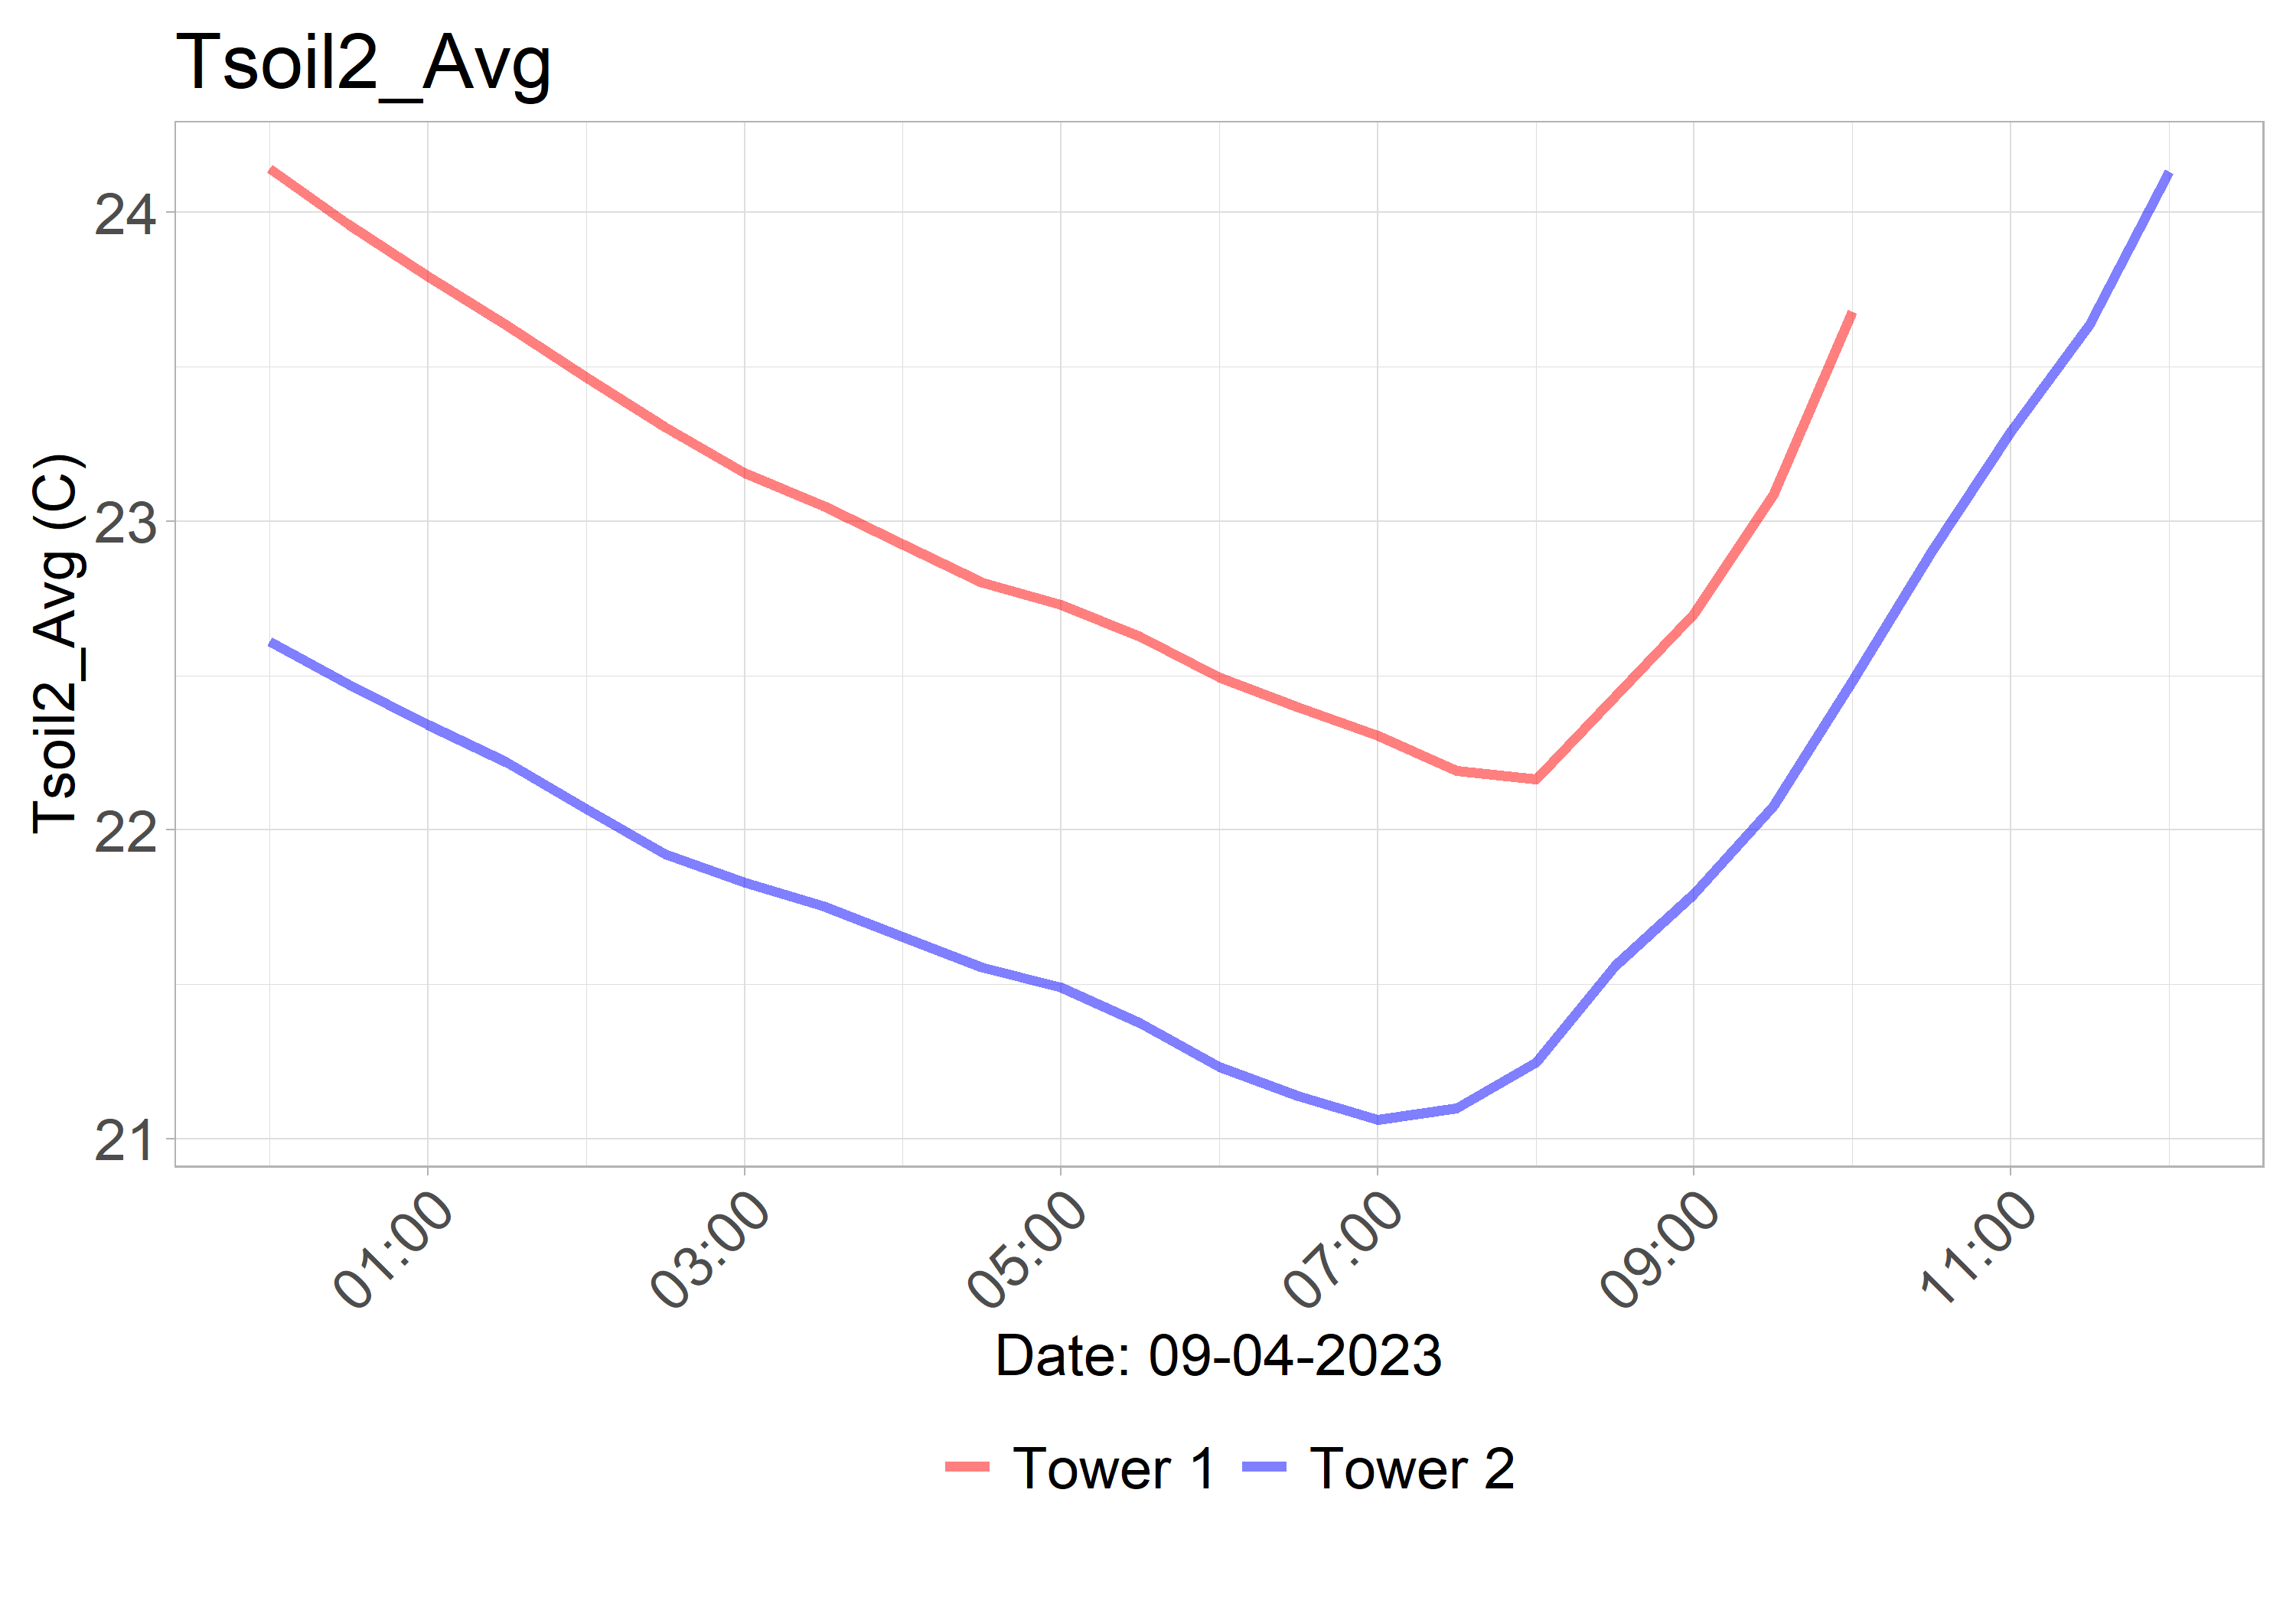 Tsoil2_Avg
Tsoil2_Avg (C)
24
23
22
21
01:00
03:00
05:00
07:00
09:00
11:00
Date: 09-04-2023
Tower 1
Tower 2